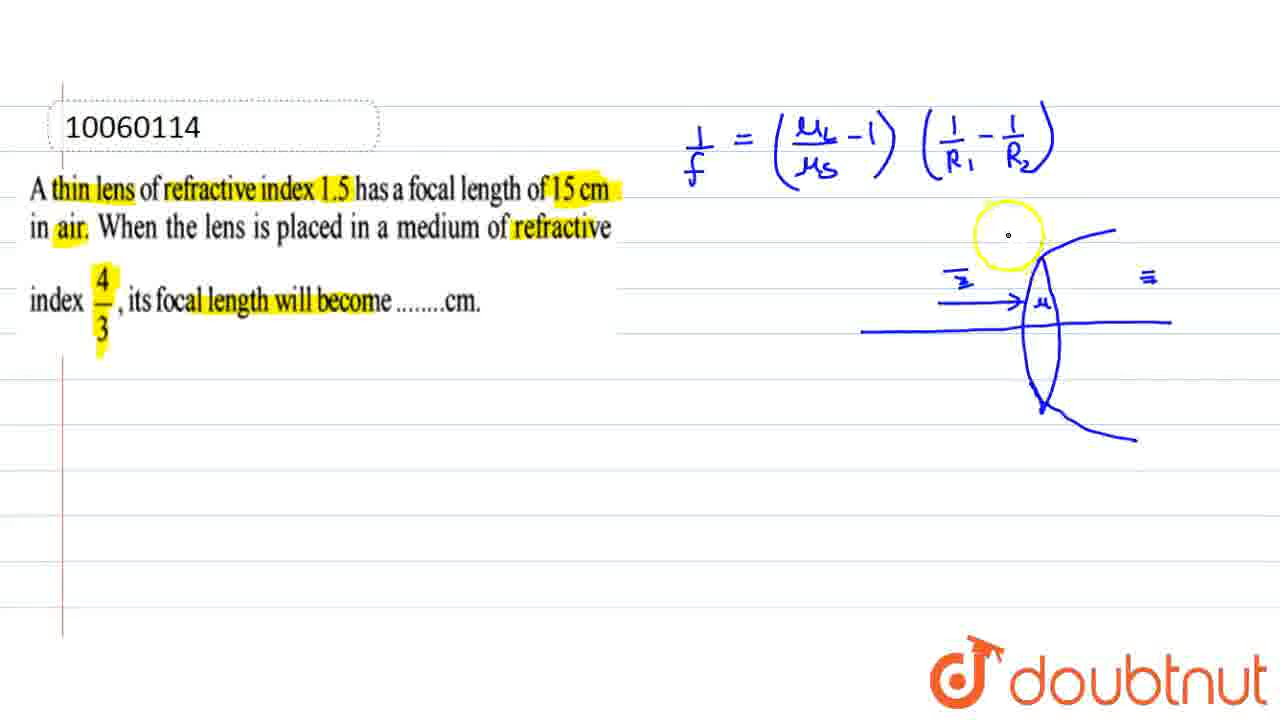 10060114
A thin lens of refractive index 1.5 has a focal length of 15 cm
in air. When the lens is placed in a medium of refractive
index 4/3, its focal length will become ........cm.
1/f = (μL/μS − 1) (1/R1 − 1/R2)
μ
doubtnut